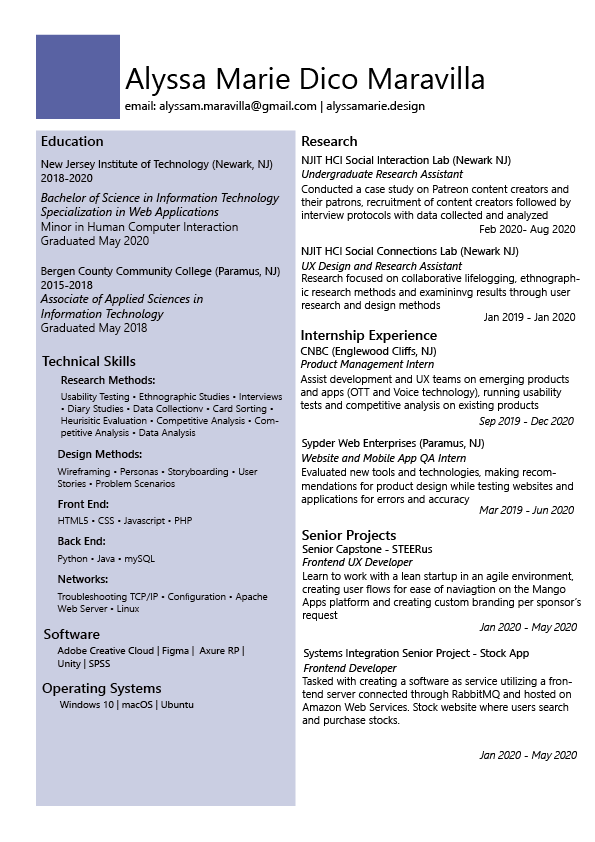 Alyssa Marie Dico Maravilla
email: alyssam.maravilla@gmail.com | alyssamarie.design
Education
New Jersey Institute of Technology (Newark, NJ)
2018-2020
Bachelor of Science in Information Technology
Specialization in Web Applications
Minor in Human Computer Interaction
Graduated May 2020
Bergen County Community College (Paramus, NJ)
2015-2018
Associate of Applied Sciences in
Information Technology
Graduated May 2018
Technical Skills
Research Methods:
Usability Testing • Ethnographic Studies • Interviews
• Diary Studies • Data Collectionv • Card Sorting •
Heurisitic Evaluation • Competitive Analysis • Com-
petitive Analysis • Data Analysis
Design Methods:
Wireframing • Personas • Storyboarding • User
Stories • Problem Scenarios
Front End:
HTML5 • CSS • Javascript • PHP
Back End:
Python • Java • mySQL
Networks:
Troubleshooting TCP/IP • Configuration • Apache
Web Server • Linux
Software
Adobe Creative Cloud | Figma | Axure RP |
Unity | SPSS
Operating Systems
Windows 10 | macOS | Ubuntu
Research
NJIT HCI Social Interaction Lab (Newark NJ)
Undergraduate Research Assistant
Conducted a case study on Patreon content creators and
their patrons, recruitment of content creators followed by
interview protocols with data collected and analyzed
Feb 2020- Aug 2020
NJIT HCI Social Connections Lab (Newark NJ)
UX Design and Research Assistant
Research focused on collaborative lifelogging, ethnograph-
ic research methods and examininvg results through user
research and design methods
Jan 2019 - Jan 2020
Internship Experience
CNBC (Englewood Cliffs, NJ)
Product Management Intern
Assist development and UX teams on emerging products
and apps (OTT and Voice technology), running usability
tests and competitive analysis on existing products
Sep 2019 - Dec 2020
Sypder Web Enterprises (Paramus, NJ)
Website and Mobile App QA Intern
Evaluated new tools and technologies, making recom-
mendations for product design while testing websites and
applications for errors and accuracy
Mar 2019 - Jun 2020
Senior Projects
Senior Capstone - STEERus
Frontend UX Developer
Learn to work with a lean startup in an agile environment,
creating user flows for ease of naviagtion on the Mango
Apps platform and creating custom branding per sponsor's
request
Jan 2020 - May 2020
Systems Integration Senior Project - Stock App
Frontend Developer
Tasked with creating a software as service utilizing a fron-
tend server connected through RabbitMQ and hosted on
Amazon Web Services. Stock website where users search
and purchase stocks.
Jan 2020 - May 2020